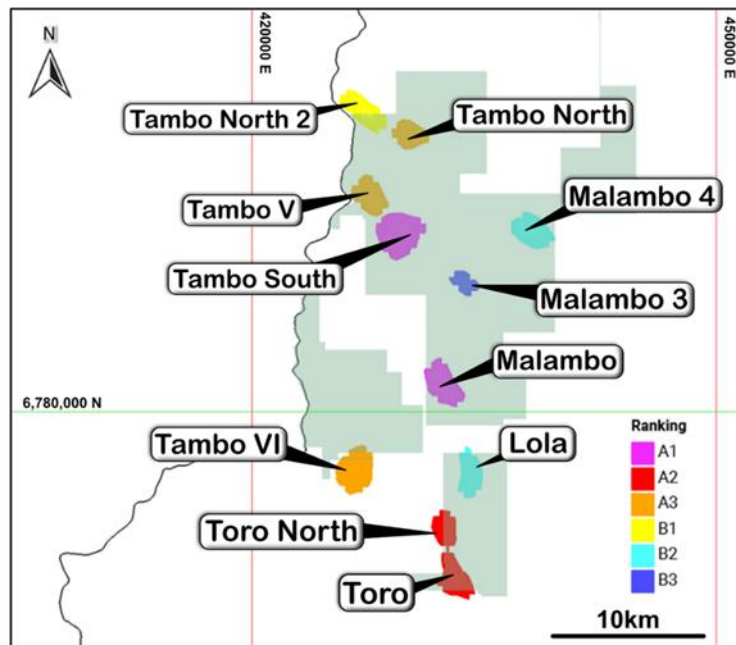 N
420000 E
450000 E
Tambo North 2
Tambo North
Tambo V
Malambo 4
Tambo South
Malambo 3
Malambo
6,780,000 N
Tambo VI
Lola
Ranking
A1
A2
A3
B1
B2
B3
Toro North
Toro
10km